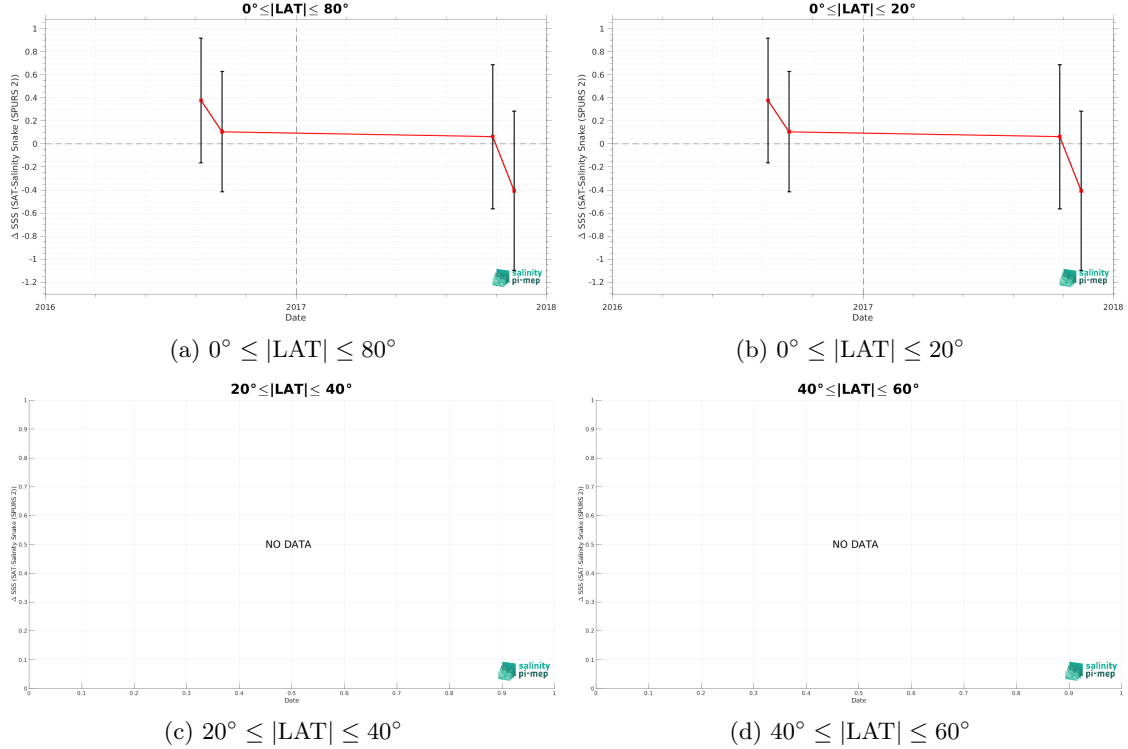 0°≤|LAT|≤ 80°
1
0.8
0.6
0.4
0.2
0
-0.2
-0.4
-0.6
-0.8
-1
-1.2
Δ SSS (SAT-Salinity Snake (SPURS 2))
2016
2017
2018
Date
salinity
pi-mep
(a) 0° ≤ |LAT| ≤ 80°
0°≤|LAT|≤ 20°
1
0.8
0.6
0.4
0.2
0
-0.2
-0.4
-0.6
-0.8
-1
-1.2
Δ SSS (SAT-Salinity Snake (SPURS 2))
2016
2017
2018
Date
salinity
pi-mep
(b) 0° ≤ |LAT| ≤ 20°
20°≤|LAT|≤ 40°
1
0.9
0.8
0.7
0.6
0.5
0.4
0.3
0.2
0.1
0
Δ SSS (SAT-Salinity Snake (SPURS 2))
NO DATA
0 0.1 0.2 0.3 0.4 0.5 0.6 0.7 0.8 0.9 1
Date
salinity
pi-mep
(c) 20° ≤ |LAT| ≤ 40°
40°≤|LAT|≤ 60°
1
0.9
0.8
0.7
0.6
0.5
0.4
0.3
0.2
0.1
0
Δ SSS (SAT-Salinity Snake (SPURS 2))
NO DATA
0 0.1 0.2 0.3 0.4 0.5 0.6 0.7 0.8 0.9 1
Date
salinity
pi-mep
(d) 40° ≤ |LAT| ≤ 60°